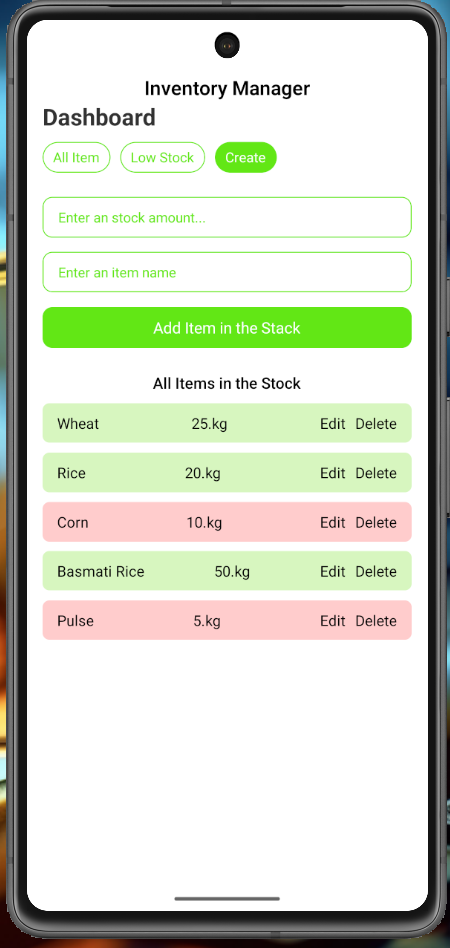 Inventory Manager
Dashboard
All Item Low Stock Create
Enter an stock amount...
Enter an item name
Add Item in the Stack
All Items in the Stock
Wheat 25.kg Edit Delete
Rice 20.kg Edit Delete
Corn 10.kg Edit Delete
Basmati Rice 50.kg Edit Delete
Pulse 5.kg Edit Delete